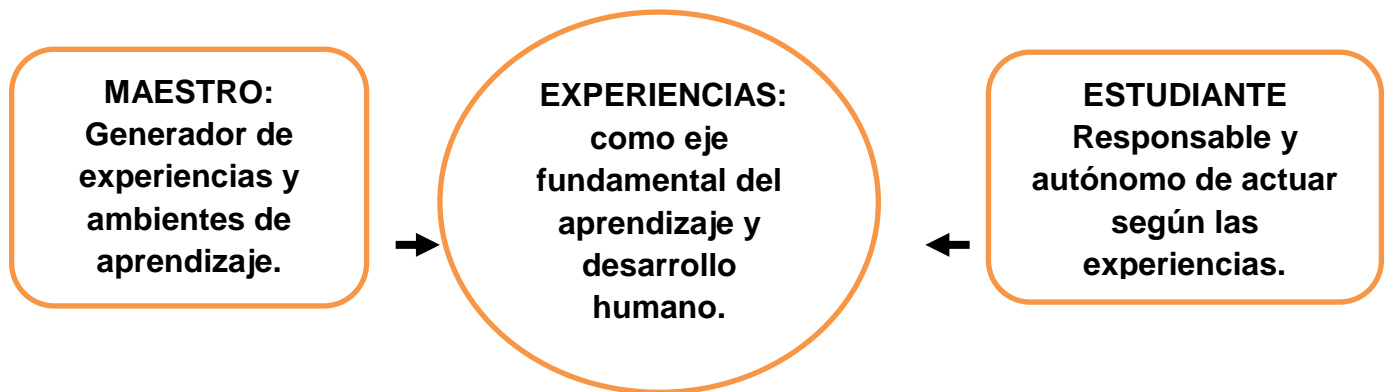 MAESTRO:
Generador de
experiencias y
ambientes de
aprendizaje.
EXPERIENCIAS:
como eje
fundamental del
aprendizaje y
desarrollo
humano.
ESTUDIANTE
Responsable y
autónomo de actuar
según las
experiencias.